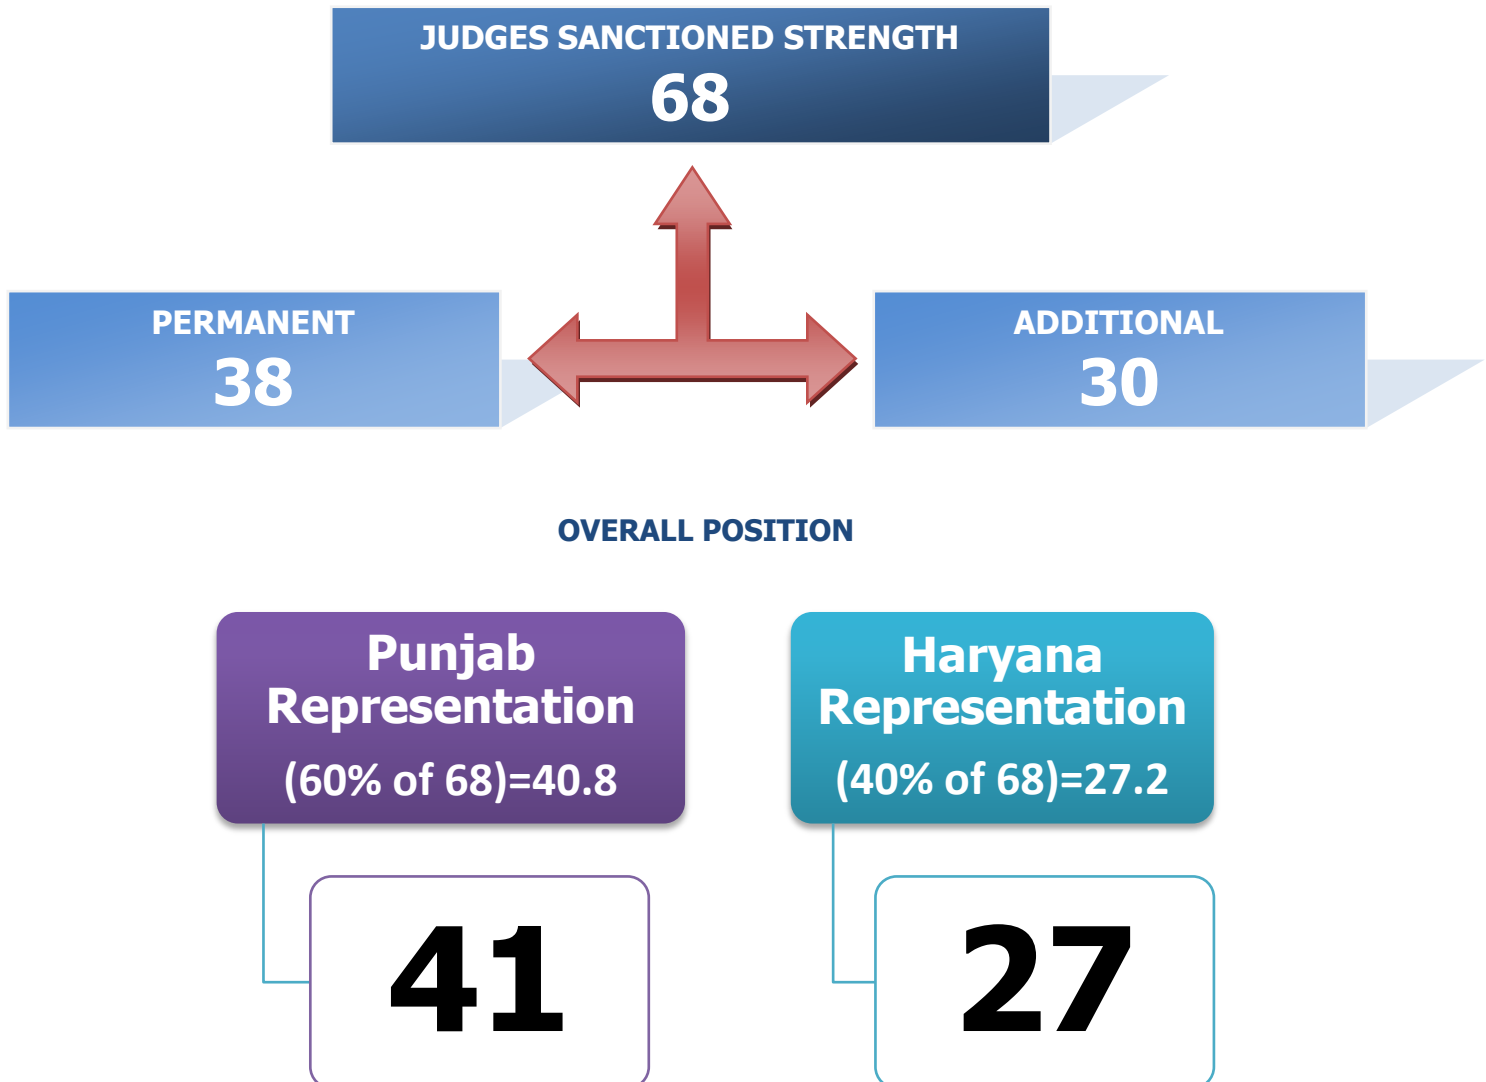 JUDGES SANCTIONED STRENGTH
68
PERMANENT
38
ADDITIONAL
30
OVERALL POSITION
Punjab
Representation
(60% of 68)=40.8
Haryana
Representation
(40% of 68)=27.2
41
27